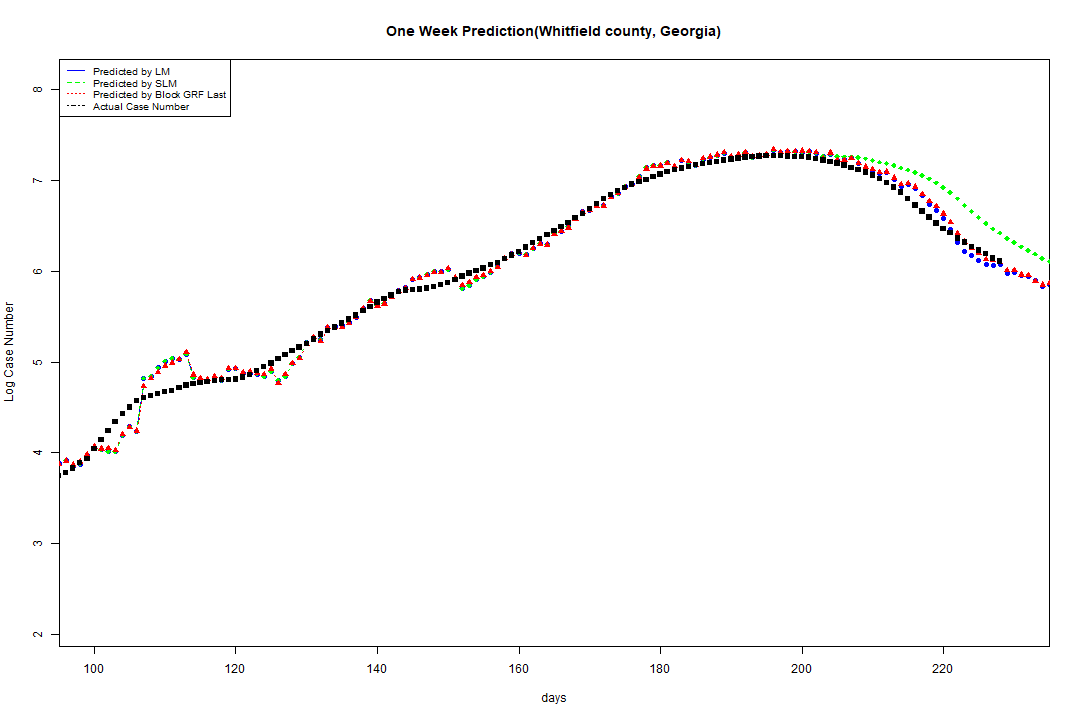 One Week Prediction(Whitfield county, Georgia)
Predicted by LM
Predicted by SLM
Predicted by Block GRF Last
Actual Case Number
8
7
6
5
4
3
2
Log Case Number
100 120 140 160 180 200 220
days